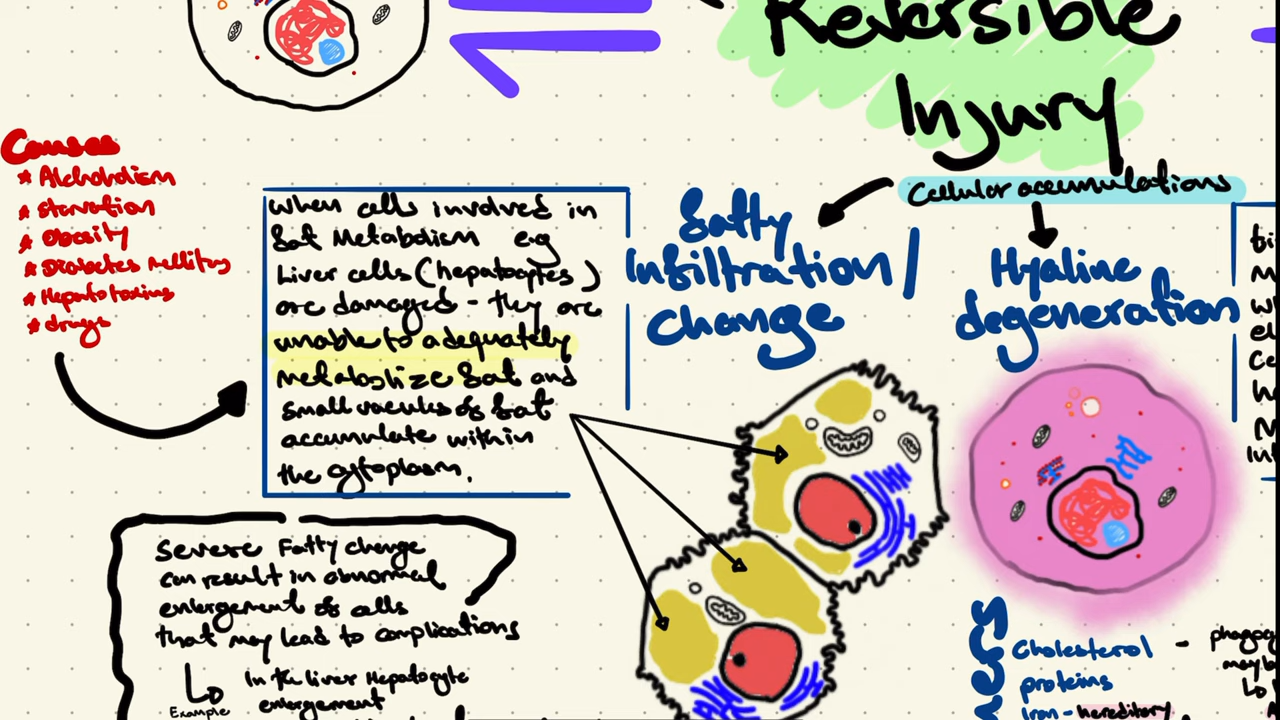 Reversible
Injury
Cellular accumulations
Causes
* Alcoholism
* starvation
* Obesity
* Diabetes Mellitus
* Hepatotoxins
* drugs
When cells involved in
fat Metabolism e.g
Liver cells (hepatocytes)
are damaged - they are
unable to adequately
metabolize fat and
small vacules of fat
accumulate within
the cytoplasm.
fatty
Infiltration/
change
Hyaline
degeneration
Severe Fatty change
can result in abnormal
enlargement of cells
that may lead to complications
In the liver Hepatocyte
enlargement
Example
Cholesterol -
proteins
Iron - hereditary